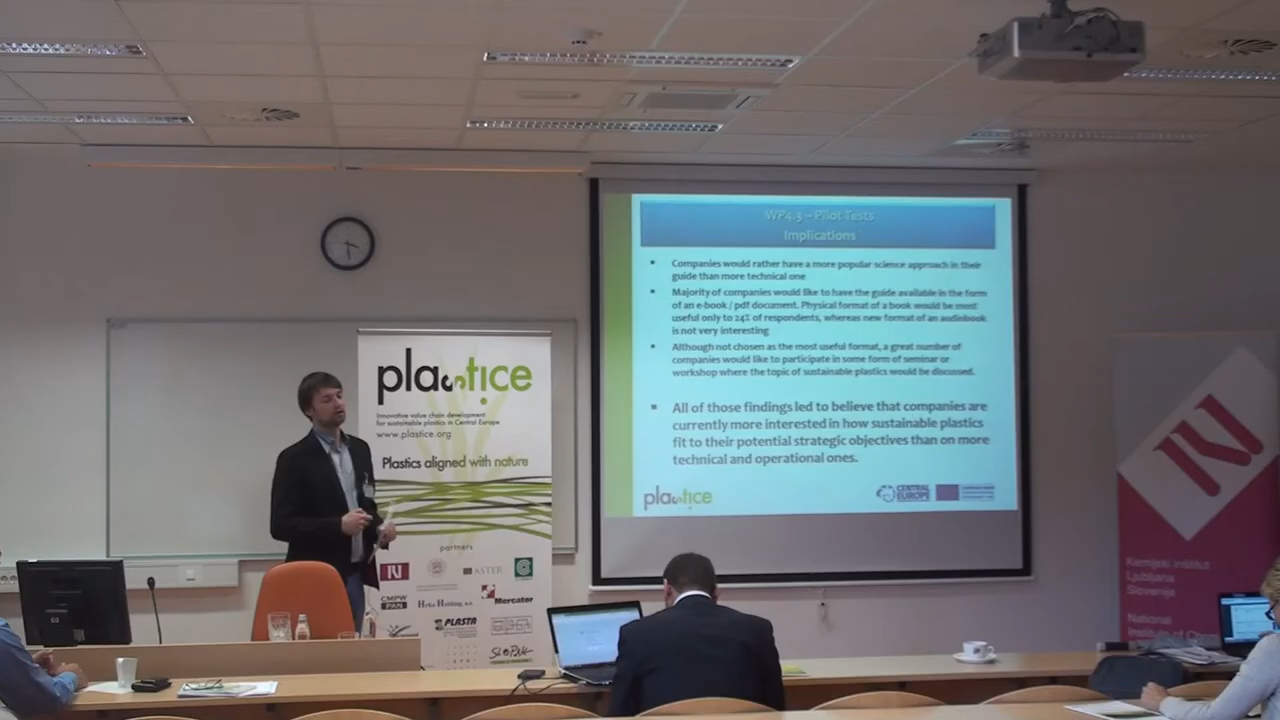 WP4.3 – Pilot Tests
Implications
Companies would rather have a more popular science approach in their
guide than more technical one
Majority of companies would like to have the guide available in the form
of an e-book / pdf document. Physical format of a book would be most
useful only to 24% of respondents, whereas new format of an audiobook
is not very interesting
Although not chosen as the most useful format, a great number of
companies would like to participate in some form of seminar or
workshop where the topic of sustainable plastics would be discussed.
All of those findings led to believe that companies are
currently more interested in how sustainable plastics
fit to their potential strategic objectives than on more
technical and operational ones.
plastice
CENTRAL
EUROPE
plastice
Innovative value chain development
for sustainable plastics in Central Europe
www.plastice.org
Plastics aligned with nature
partners
ASTER
CMPW
PAN
Mercator
PLASTA
Kemijski inštitut
Ljubljana
Slovenija
National
Institute of